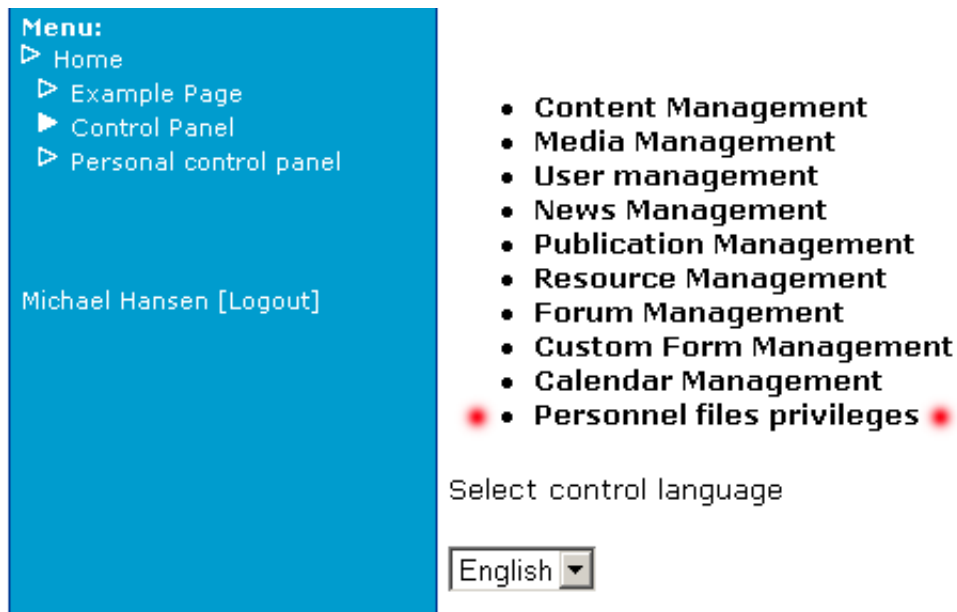 Menu:
Home
Example Page
Control Panel
Personal control panel
Michael Hansen [Logout]
Content Management
Media Management
User management
News Management
Publication Management
Resource Management
Forum Management
Custom Form Management
Calendar Management
Personnel files privileges
Select control language
English